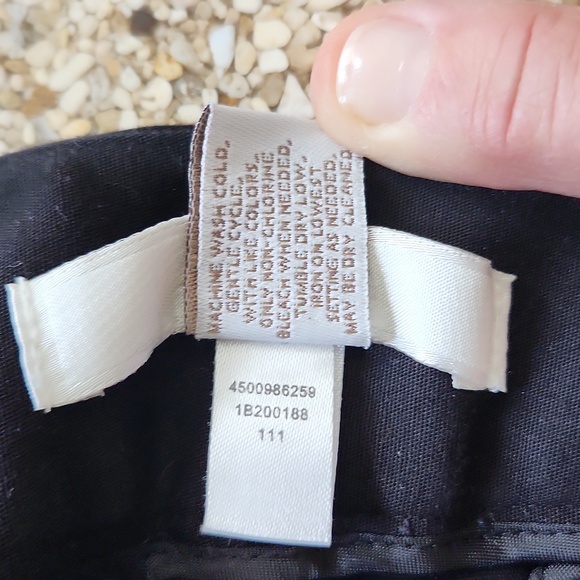 MACHINE WASH COLD,
GENTLE CYCLE,
WITH LIKE COLORS,
ONLY NON-CHLORINE
BLEACH WHEN NEEDED,
TUMBLE DRY LOW,
IRON ON LOWEST
SETTING AS NEEDED,
MAY BE DRY CLEANED
4500986259
1B200188
111